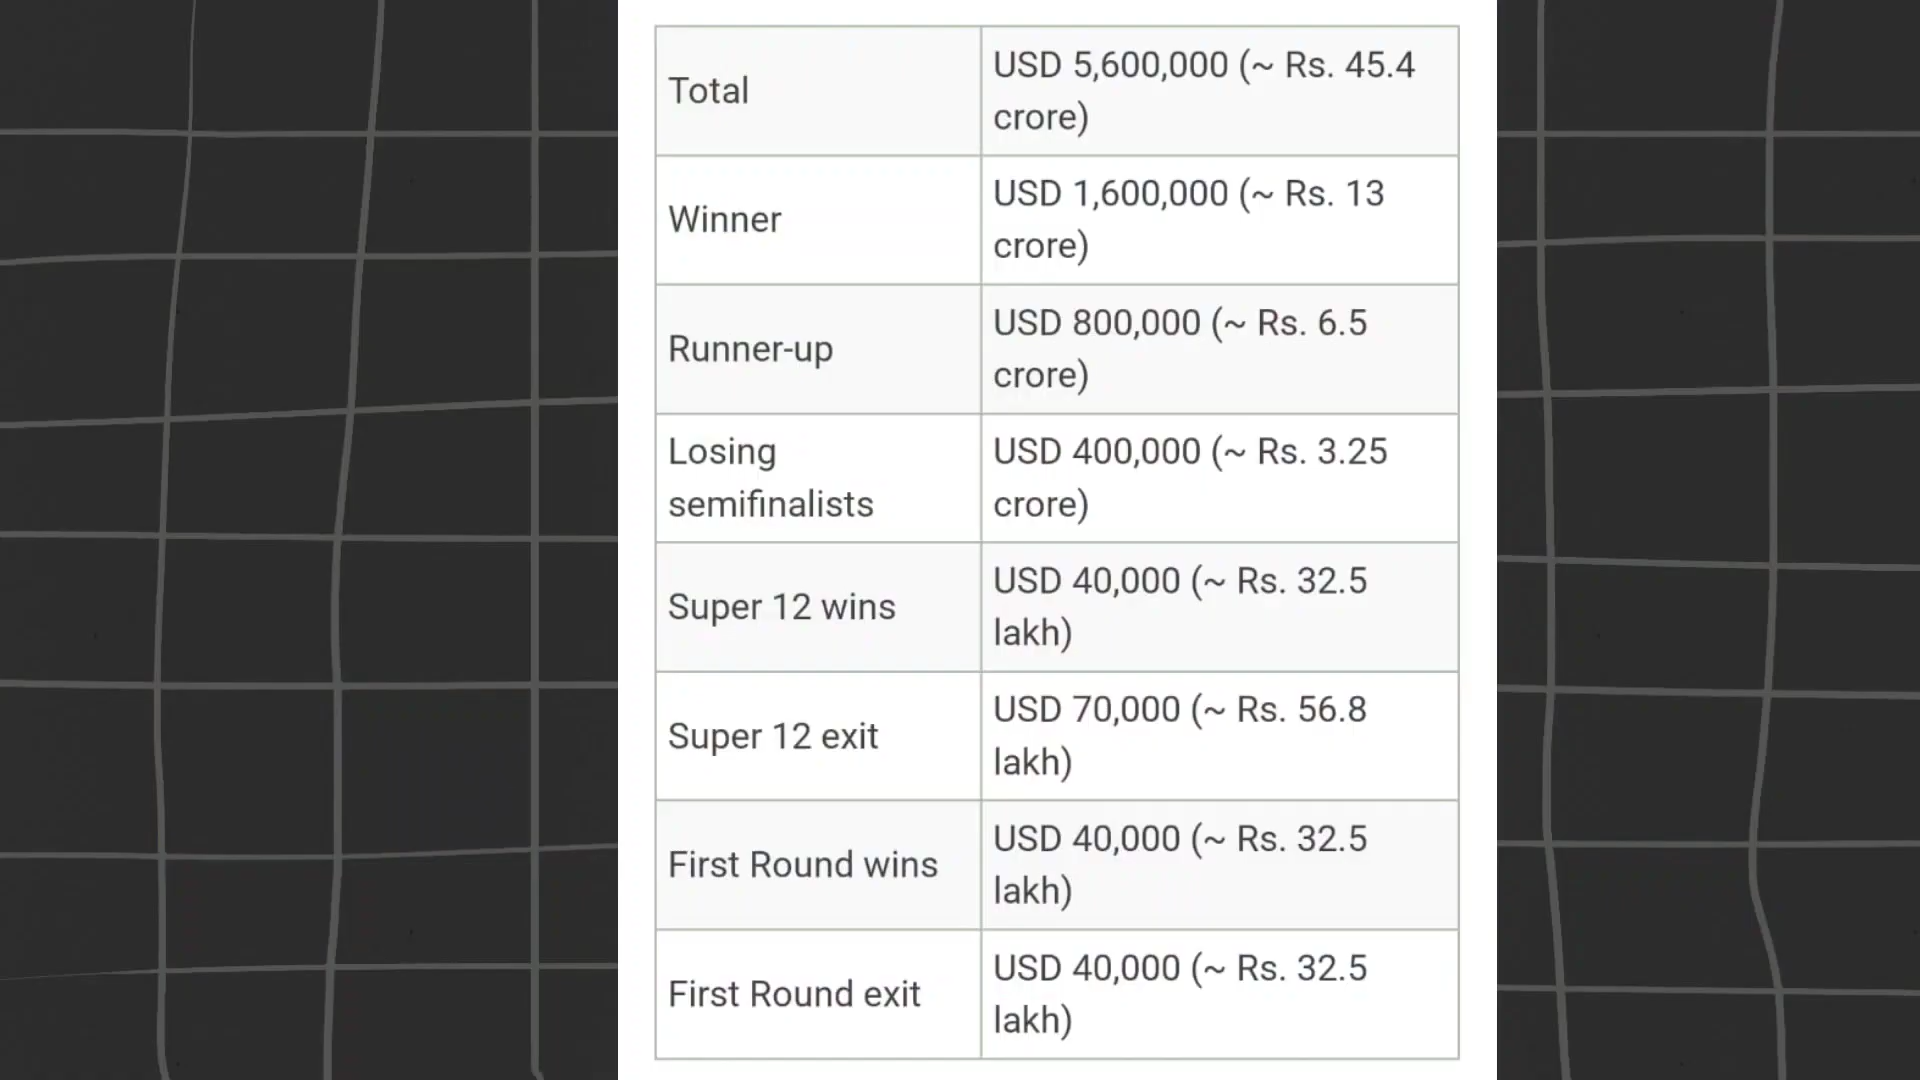 Total
USD 5,600,000 (~ Rs. 45.4
crore)
Winner
USD 1,600,000 (~ Rs. 13
crore)
Runner-up
USD 800,000 (~ Rs. 6.5
crore)
Losing
semifinalists
USD 400,000 (~ Rs. 3.25
crore)
Super 12 wins
USD 40,000 (~ Rs. 32.5
lakh)
Super 12 exit
USD 70,000 (~ Rs. 56.8
lakh)
First Round wins
USD 40,000 (~ Rs. 32.5
lakh)
First Round exit
USD 40,000 (~ Rs. 32.5
lakh)